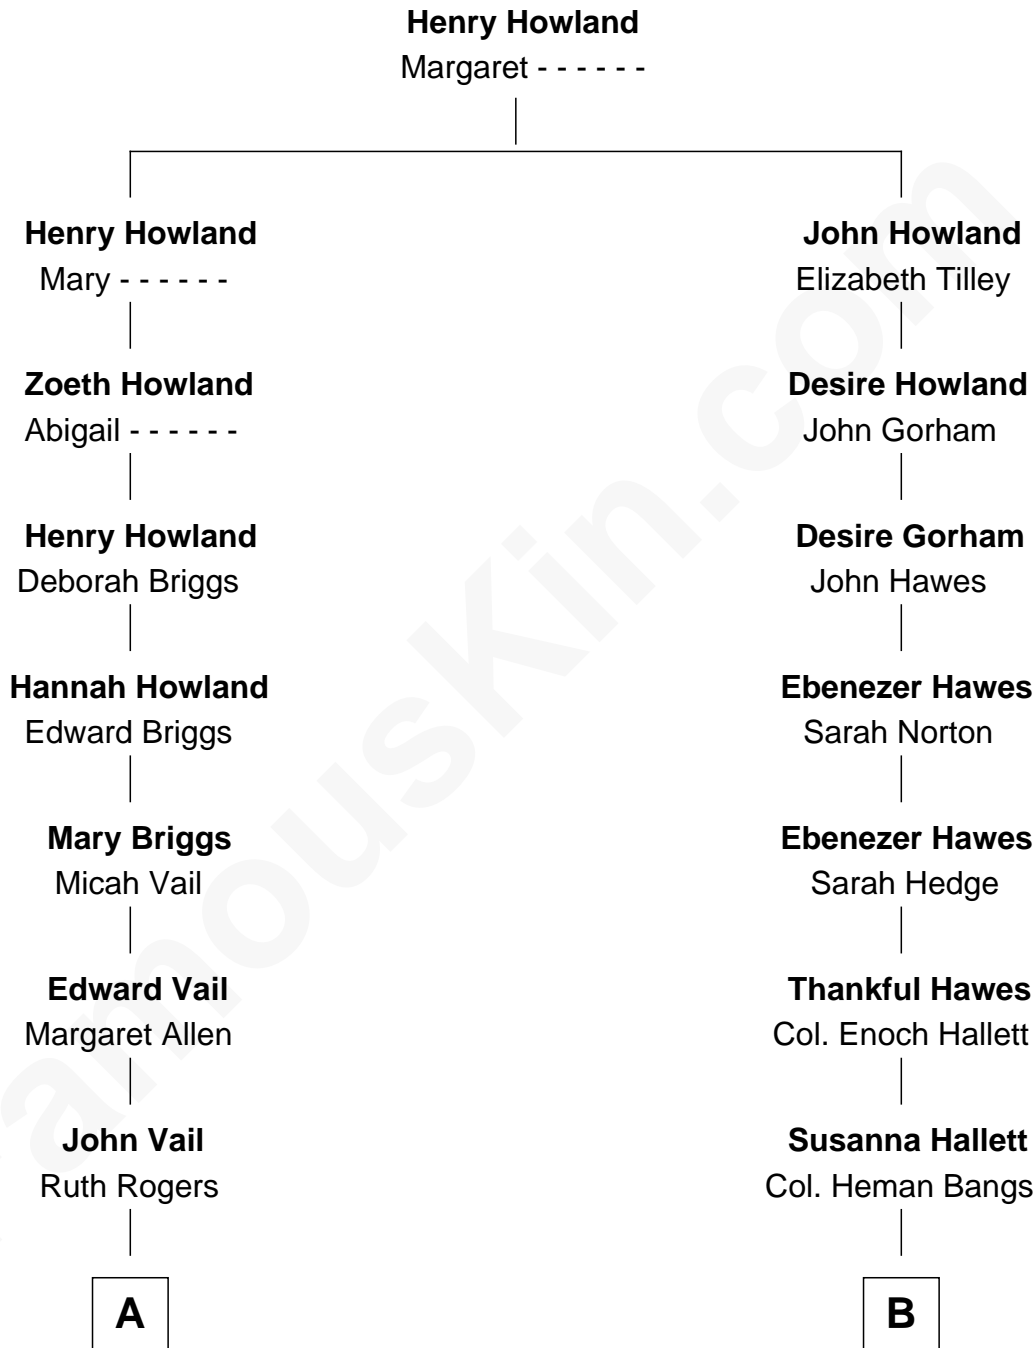 Henry Howland
Margaret - - - - - -
Henry Howland
Mary - - - - - -
John Howland
Elizabeth Tilley
Zoeth Howland
Abigail - - - - - -
Desire Howland
John Gorham
Henry Howland
Deborah Briggs
Desire Gorham
John Hawes
Hannah Howland
Edward Briggs
Ebenezer Hawes
Sarah Norton
Mary Briggs
Micah Vail
Ebenezer Hawes
Sarah Hedge
Edward Vail
Margaret Allen
Thankful Hawes
Col. Enoch Hallett
John Vail
Ruth Rogers
Susanna Hallett
Col. Heman Bangs
A
B
amouskin.com